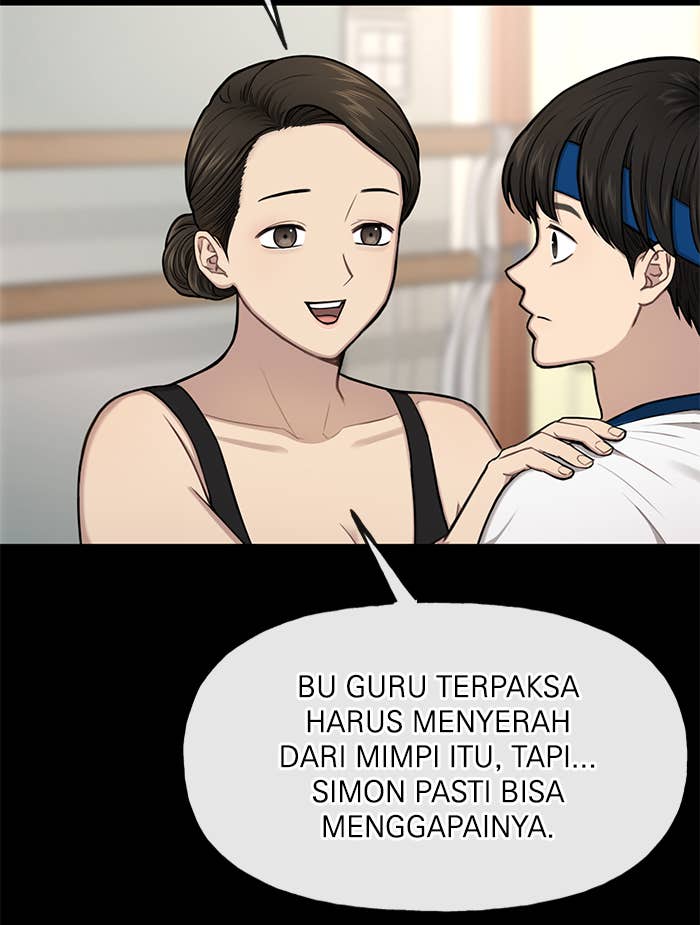 BU GURU TERPAKSA
HARUS MENYERAH
DARI MIMPI ITU, TAPI...
SIMON PASTI BISA
MENGGAPAINYA.